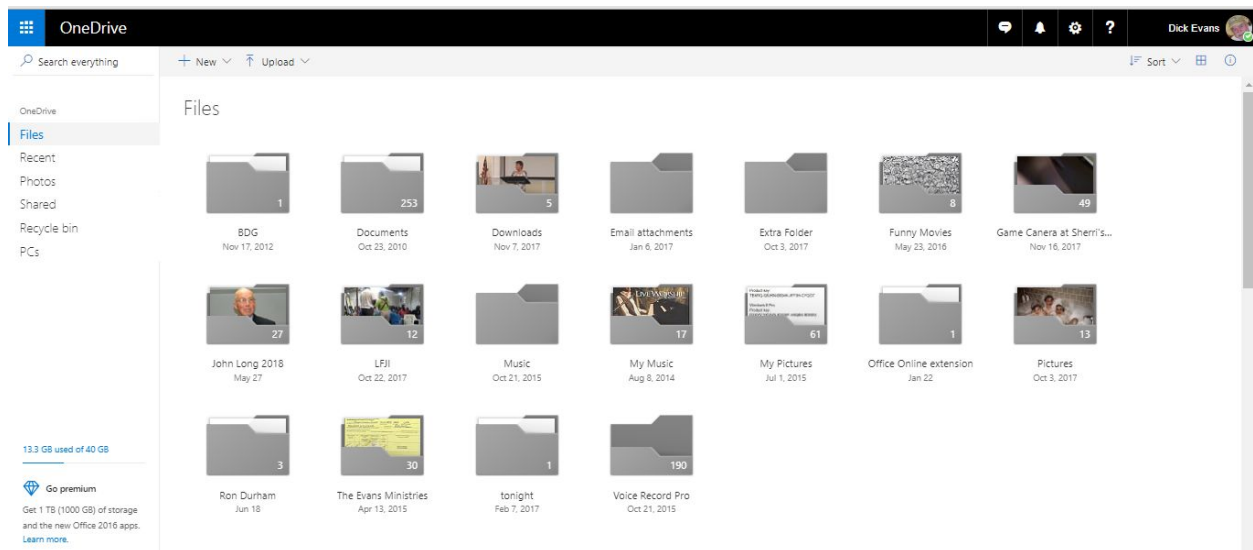 OneDrive
Dick Evans
Search everything
New Upload
Sort
OneDrive
Files
Recent
Photos
Shared
Recycle bin
PCs
Files
1 253 5 8 49
BDG Documents Downloads Email attachments Extra Folder Funny Movies Game Canera at Sherri's...
Nov 17, 2012 Oct 23, 2010 Nov 7, 2017 Jan 6, 2017 Oct 3, 2017 May 23, 2016 Nov 16, 2017
LIVE WORSHIP
Product key
27 12 17 61 1 13
John Long 2018 LFJI Music My Music My Pictures Office Online extension Pictures
May 27 Oct 22, 2017 Oct 21, 2015 Aug 8, 2014 Jul 1, 2015 Jan 22 Oct 3, 2017
3 30 1 190
Ron Durham The Evans Ministries tonight Voice Record Pro
Jun 18 Apr 13, 2015 Feb 7, 2017 Oct 21, 2015
13.3 GB used of 40 GB
Go premium
Get 1 TB (1000 GB) of storage
and the new Office 2016 apps.
Learn more.